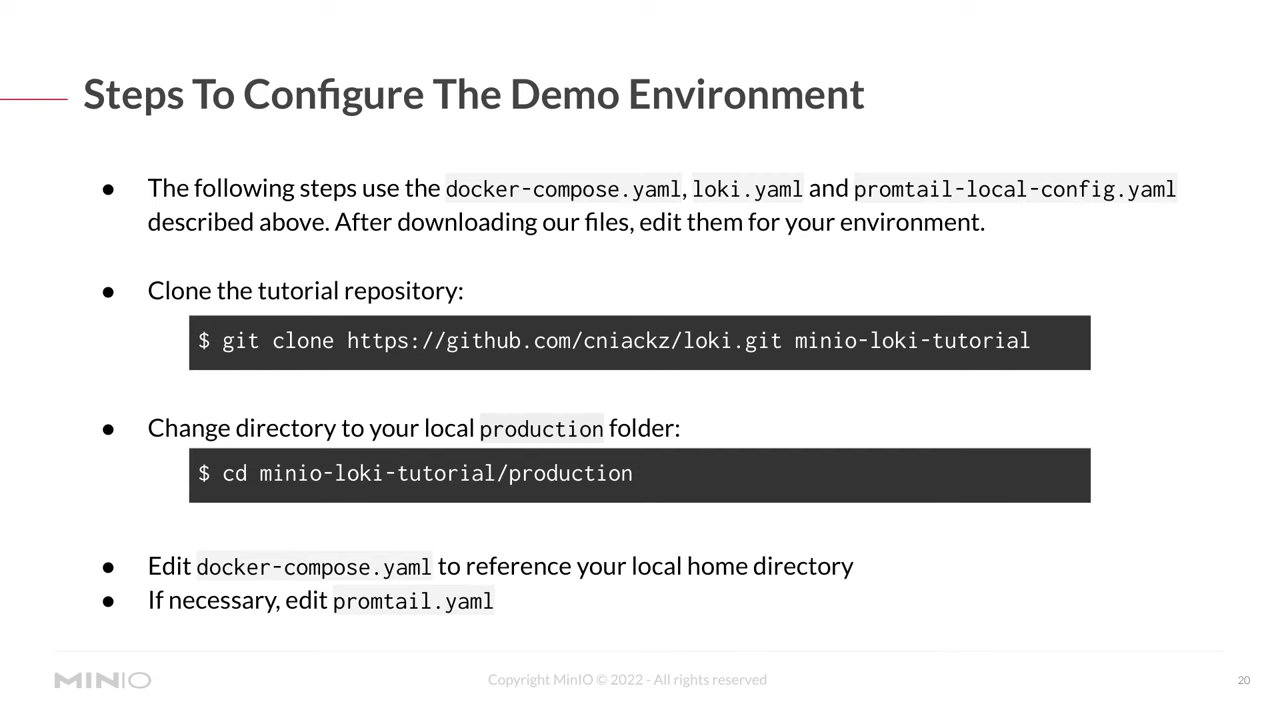 Steps To Configure The Demo Environment
● The following steps use the docker-compose.yaml, loki.yaml and promtail-local-config.yaml
described above. After downloading our files, edit them for your environment.
● Clone the tutorial repository:
$ git clone https://github.com/cniackz/loki.git minio-loki-tutorial
● Change directory to your local production folder:
$ cd minio-loki-tutorial/production
● Edit docker-compose.yaml to reference your local home directory
● If necessary, edit promtail.yaml
MINIO
Copyright MinIO © 2022 - All rights reserved
20